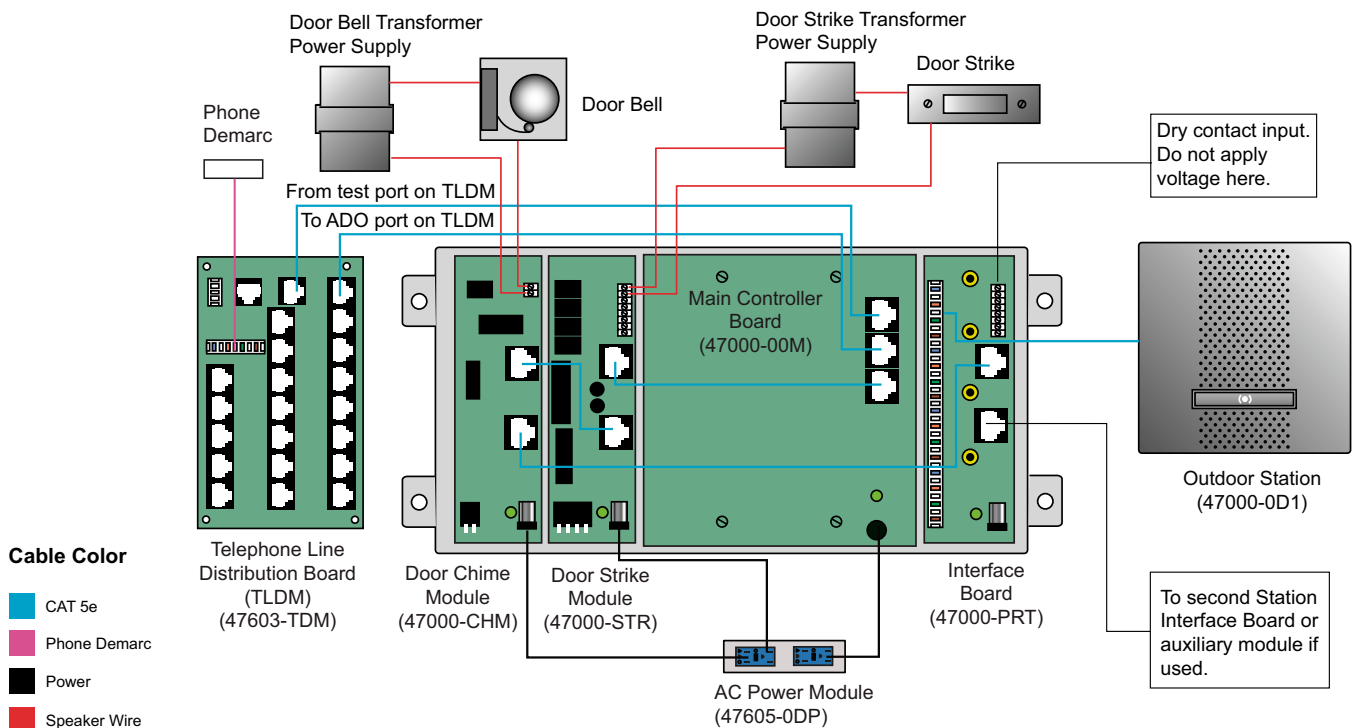 Door Bell Transformer
Power Supply
Door Strike Transformer
Power Supply
Door Strike
Door Bell
Phone
Demarc
Dry contact input.
Do not apply
voltage here.
From test port on TLDM
To ADO port on TLDM
Main Controller
Board
(47000-00M)
Outdoor Station
(47000-0D1)
Telephone Line
Distribution Board
(TLDM)
(47603-TDM)
Door Chime
Module
(47000-CHM)
Door Strike
Module
(47000-STR)
Interface
Board
(47000-PRT)
To second Station
Interface Board or
auxiliary module if
used.
AC Power Module
(47605-0DP)
Cable Color
CAT 5e
Phone Demarc
Power
Speaker Wire